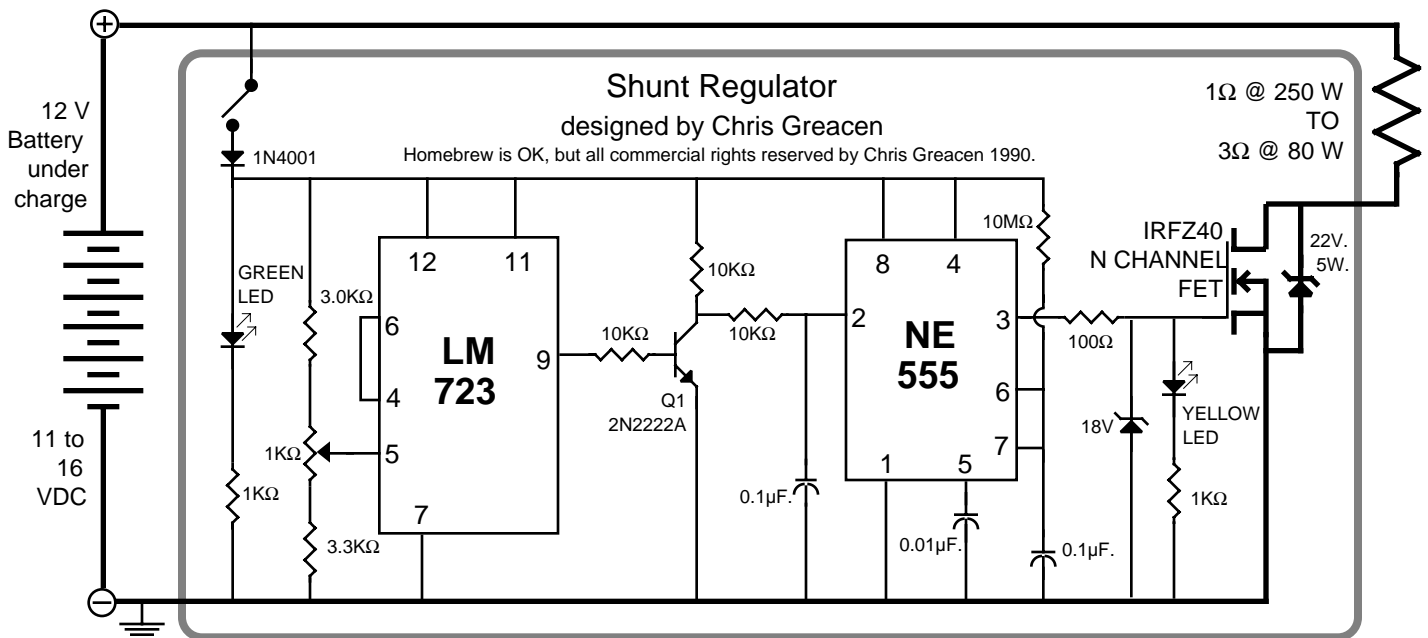 Shunt Regulator
designed by Chris Greacen
Homebrew is OK, but all commercial rights reserved by Chris Greacen 1990.
+
12 V
Battery
under
charge
11 to
16
VDC
−
1N4001
GREEN
LED
1KΩ
3.0KΩ
1KΩ
3.3KΩ
12
11
6
4
5
7
9
LM
723
10KΩ
10KΩ
10KΩ
Q1
2N2222A
0.1µF.
8
4
2
3
NE
555
6
7
1
5
0.01µF.
10MΩ
0.1µF.
100Ω
18V
YELLOW
LED
1KΩ
IRFZ40
N CHANNEL
FET
22V.
5W.
1Ω @ 250 W
TO
3Ω @ 80 W